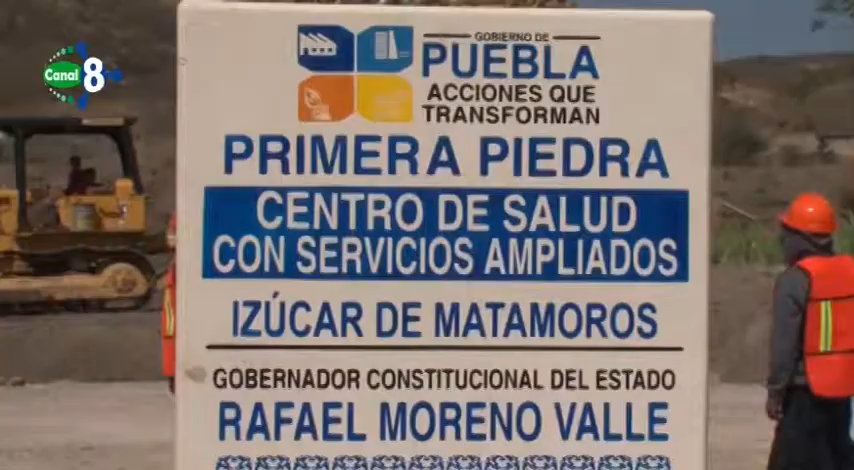 Canal 8
GOBIERNO DE
PUEBLA
ACCIONES QUE
TRANSFORMAN
PRIMERA PIEDRA
CENTRO DE SALUD
CON SERVICIOS AMPLIADOS
IZÚCAR DE MATAMOROS
GOBERNADOR CONSTITUCIONAL DEL ESTADO
RAFAEL MORENO VALLE